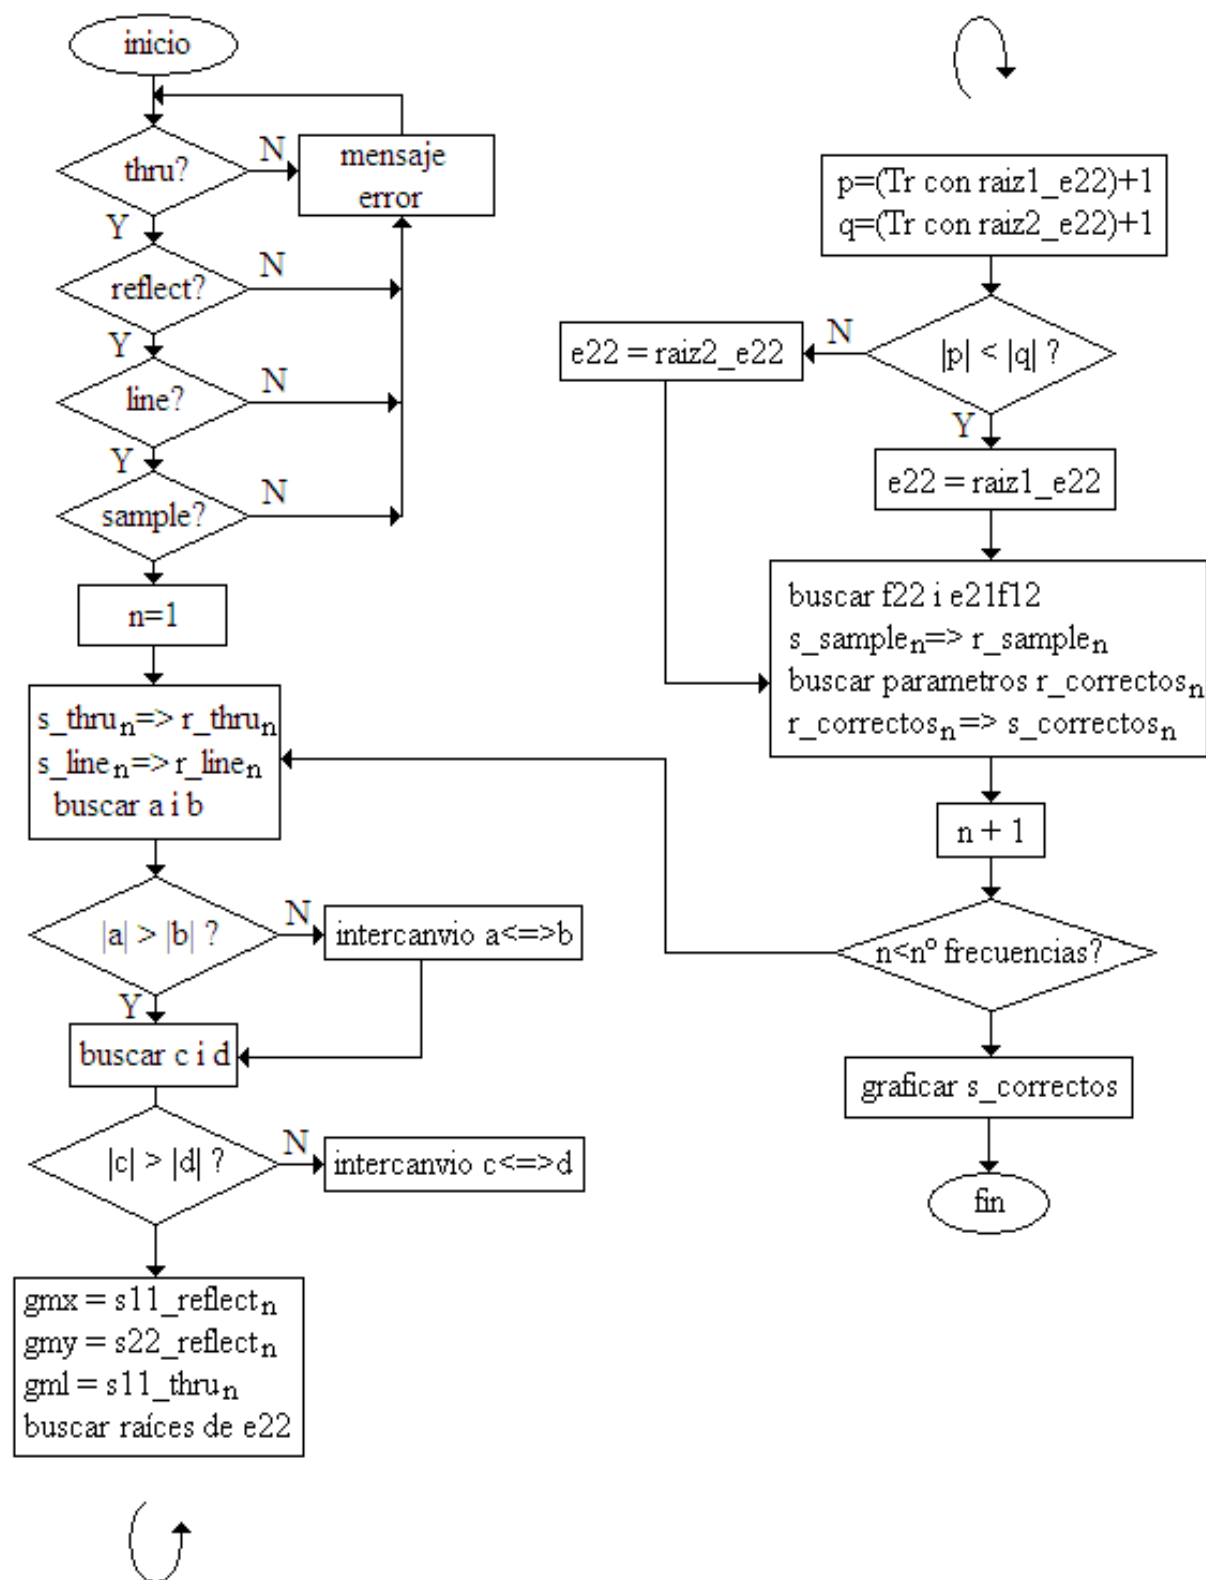 inicio
thru?
N
mensaje
error
Y
reflect?
N
Y
line?
N
Y
sample?
N
n=1
s_thruₙ=> r_thruₙ
s_lineₙ=> r_lineₙ
buscar a i b
|a| > |b| ?
N
intercanvio a<=>b
Y
buscar c i d
|c| > |d| ?
N
intercanvio c<=>d
gmx = s11_reflectₙ
gmy = s22_reflectₙ
gml = s11_thruₙ
buscar raíces de e22
p=(Tr con raiz1_e22)+1
q=(Tr con raiz2_e22)+1
|p| < |q| ?
N
e22 = raiz2_e22
Y
e22 = raiz1_e22
buscar f22 i e21f12
s_sampleₙ=> r_sampleₙ
buscar parametros r_correctosₙ
r_correctosₙ=> s_correctosₙ
n + 1
n<nº frecuencias?
graficar s_correctos
fin